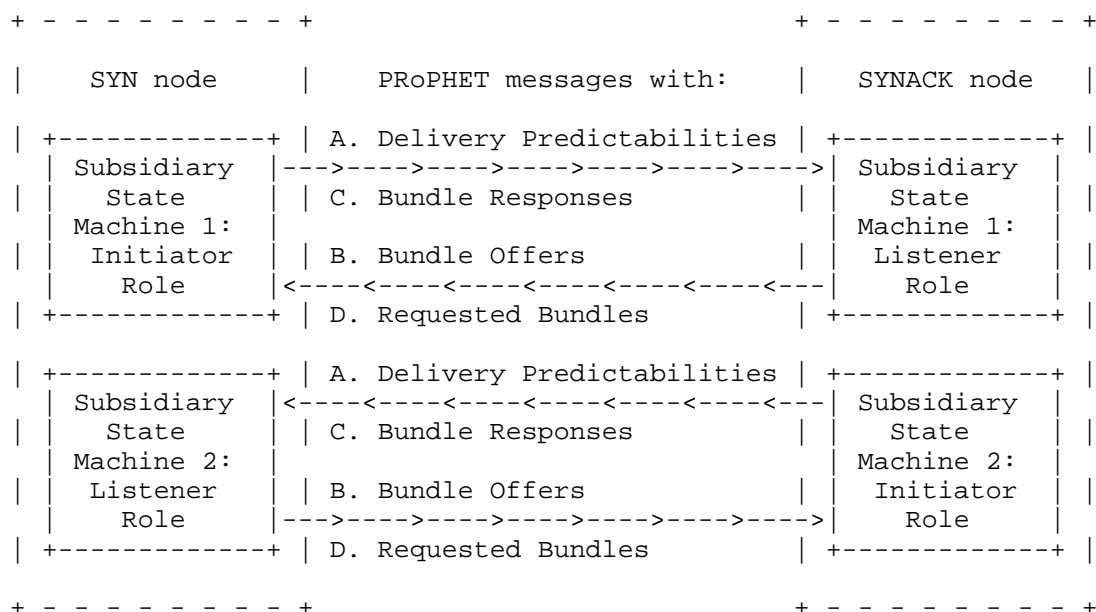 SYN node PRoPHET messages with: SYNACK node
A. Delivery Predictabilities
Subsidiary Subsidiary
State C. Bundle Responses State
Machine 1: Machine 1:
Initiator B. Bundle Offers Listener
Role Role
D. Requested Bundles
A. Delivery Predictabilities
Subsidiary Subsidiary
State C. Bundle Responses State
Machine 2: Machine 2:
Listener B. Bundle Offers Initiator
Role Role
D. Requested Bundles